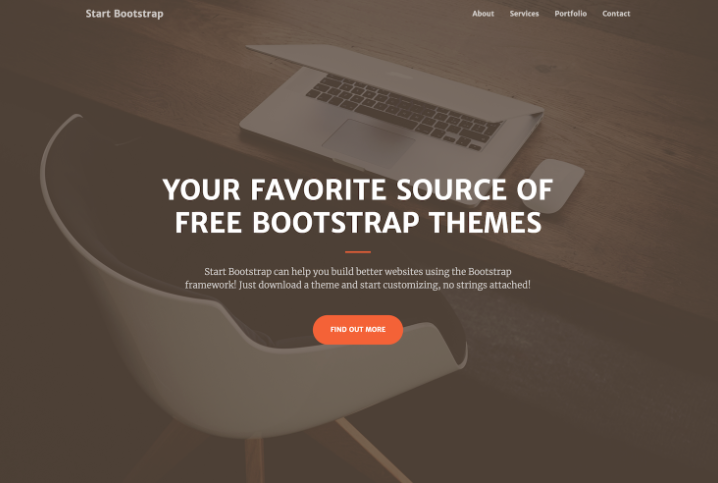 Start Bootstrap
About Services Portfolio Contact
YOUR FAVORITE SOURCE OF
FREE BOOTSTRAP THEMES
Start Bootstrap can help you build better websites using the Bootstrap
framework! Just download a theme and start customizing, no strings attached!
FIND OUT MORE